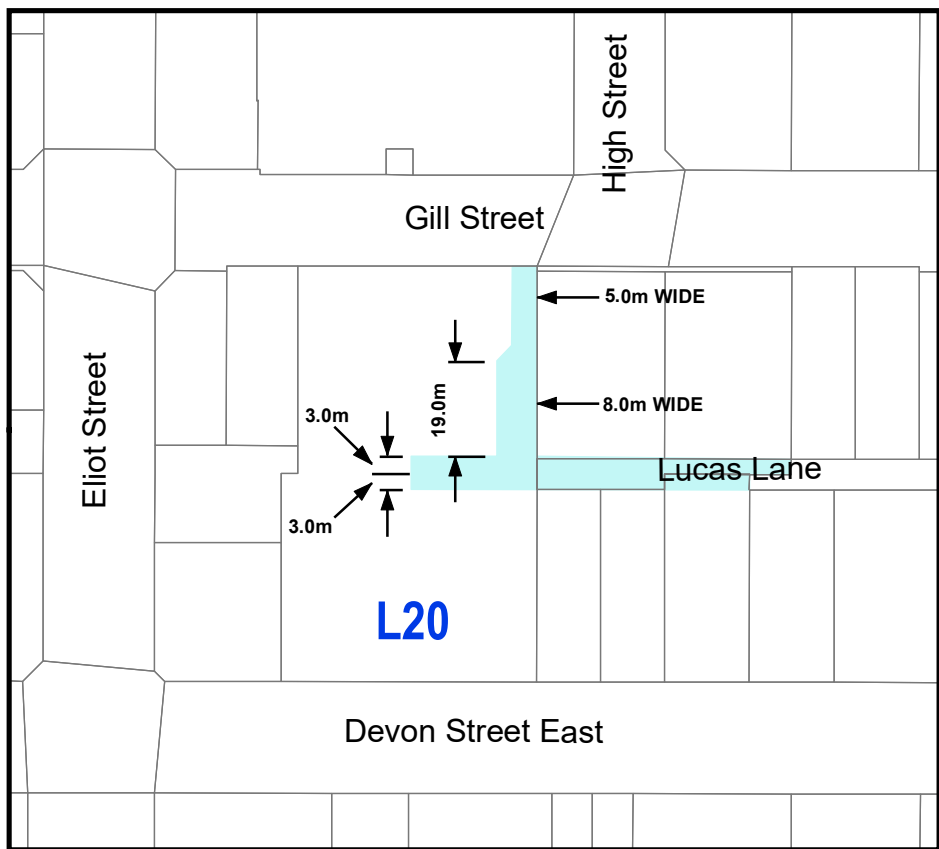 High Street
Gill Street
5.0m WIDE
Eliot Street
19.0m
8.0m WIDE
3.0m
Lucas Lane
3.0m
L20
Devon Street East